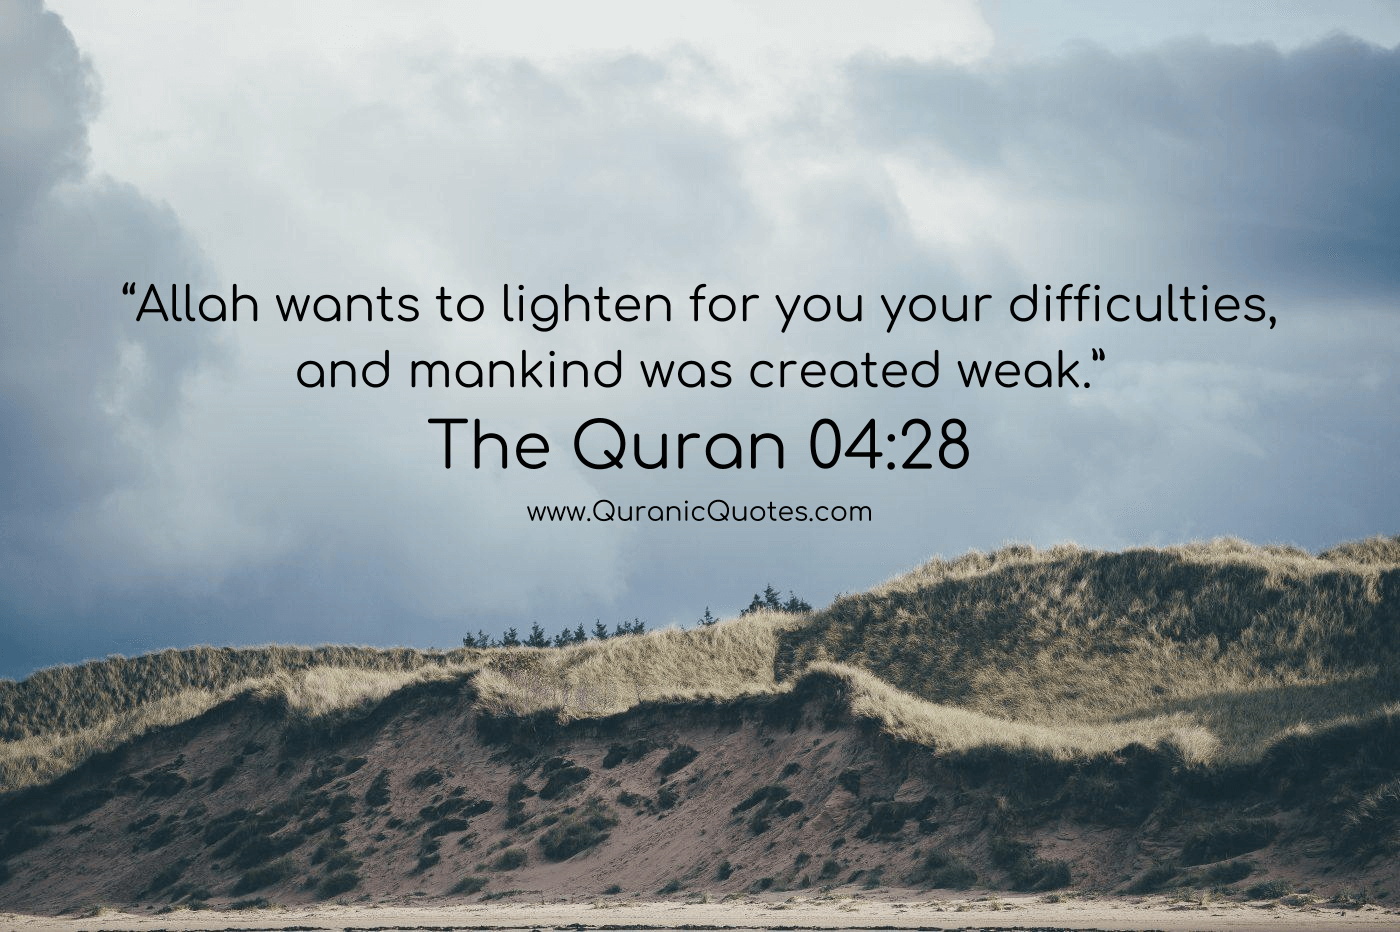 “Allah wants to lighten for you your difficulties,
and mankind was created weak.”
The Quran 04:28
www.QuranicQuotes.com